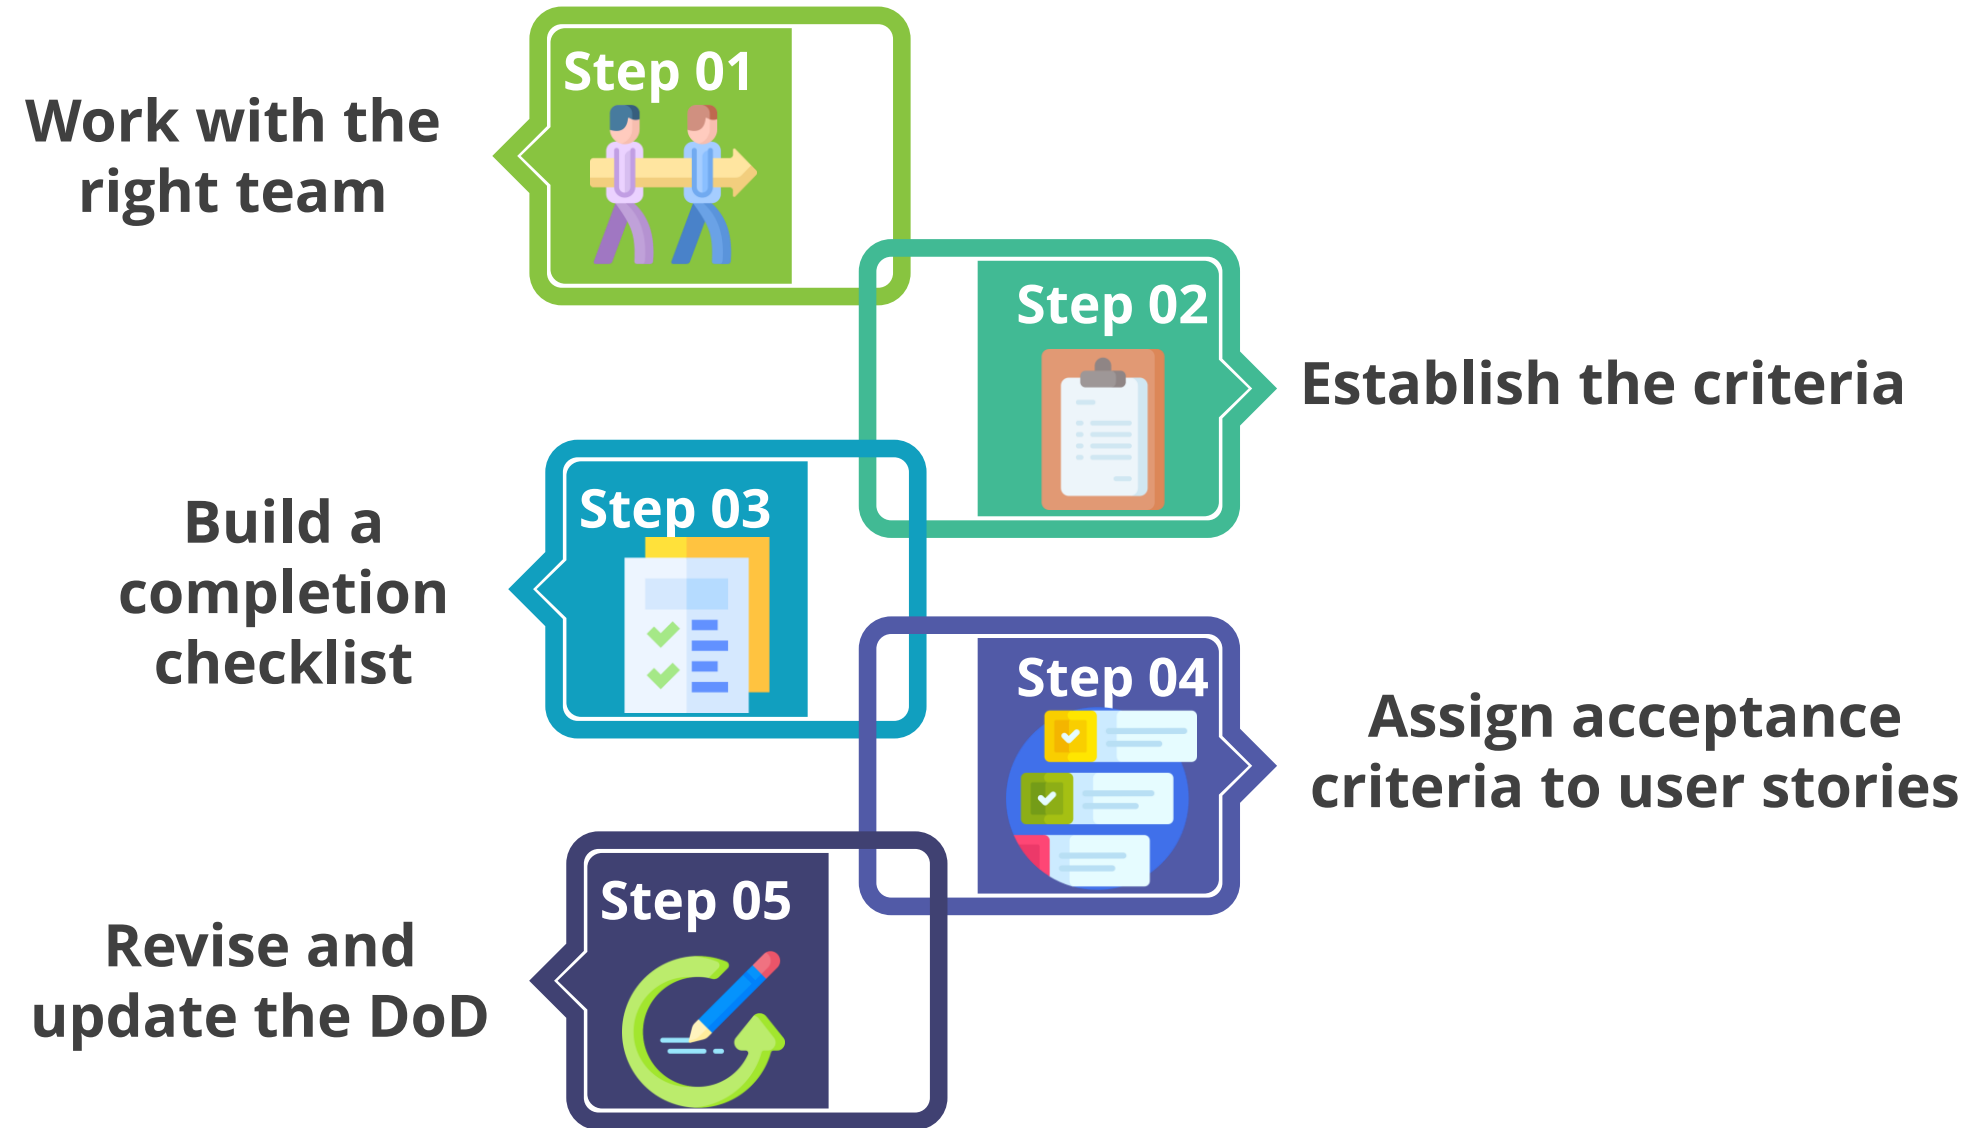 Step 01
Work with the
right team
Step 02
Establish the criteria
Step 03
Build a
completion
checklist
Step 04
Assign acceptance
criteria to user stories
Step 05
Revise and
update the DoD